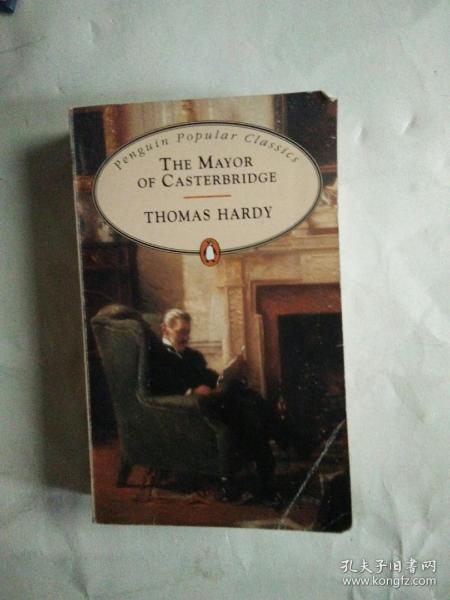 Penguin Popular Classics
THE MAYOR
OF CASTERBRIDGE
THOMAS HARDY
孔夫子旧书网
www.kongfz.com